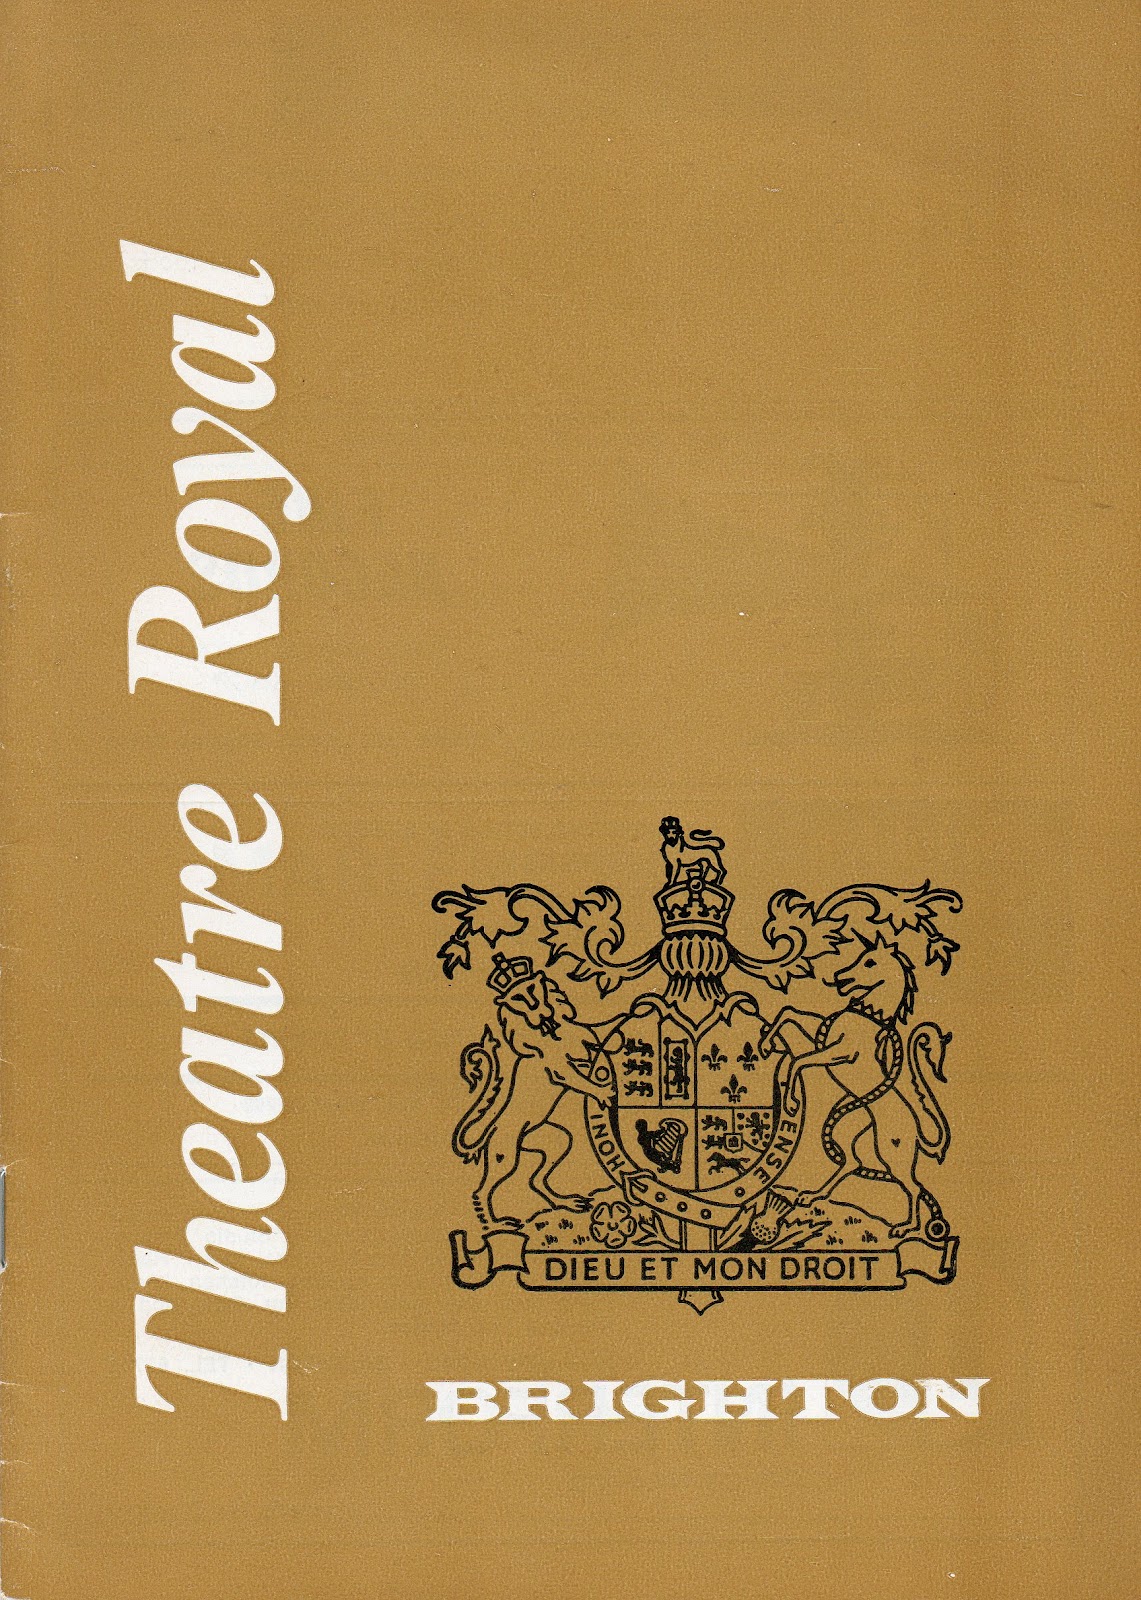 Theatre Royal
HONI
ENSE
DIEU ET MON DROIT
BRIGHTON